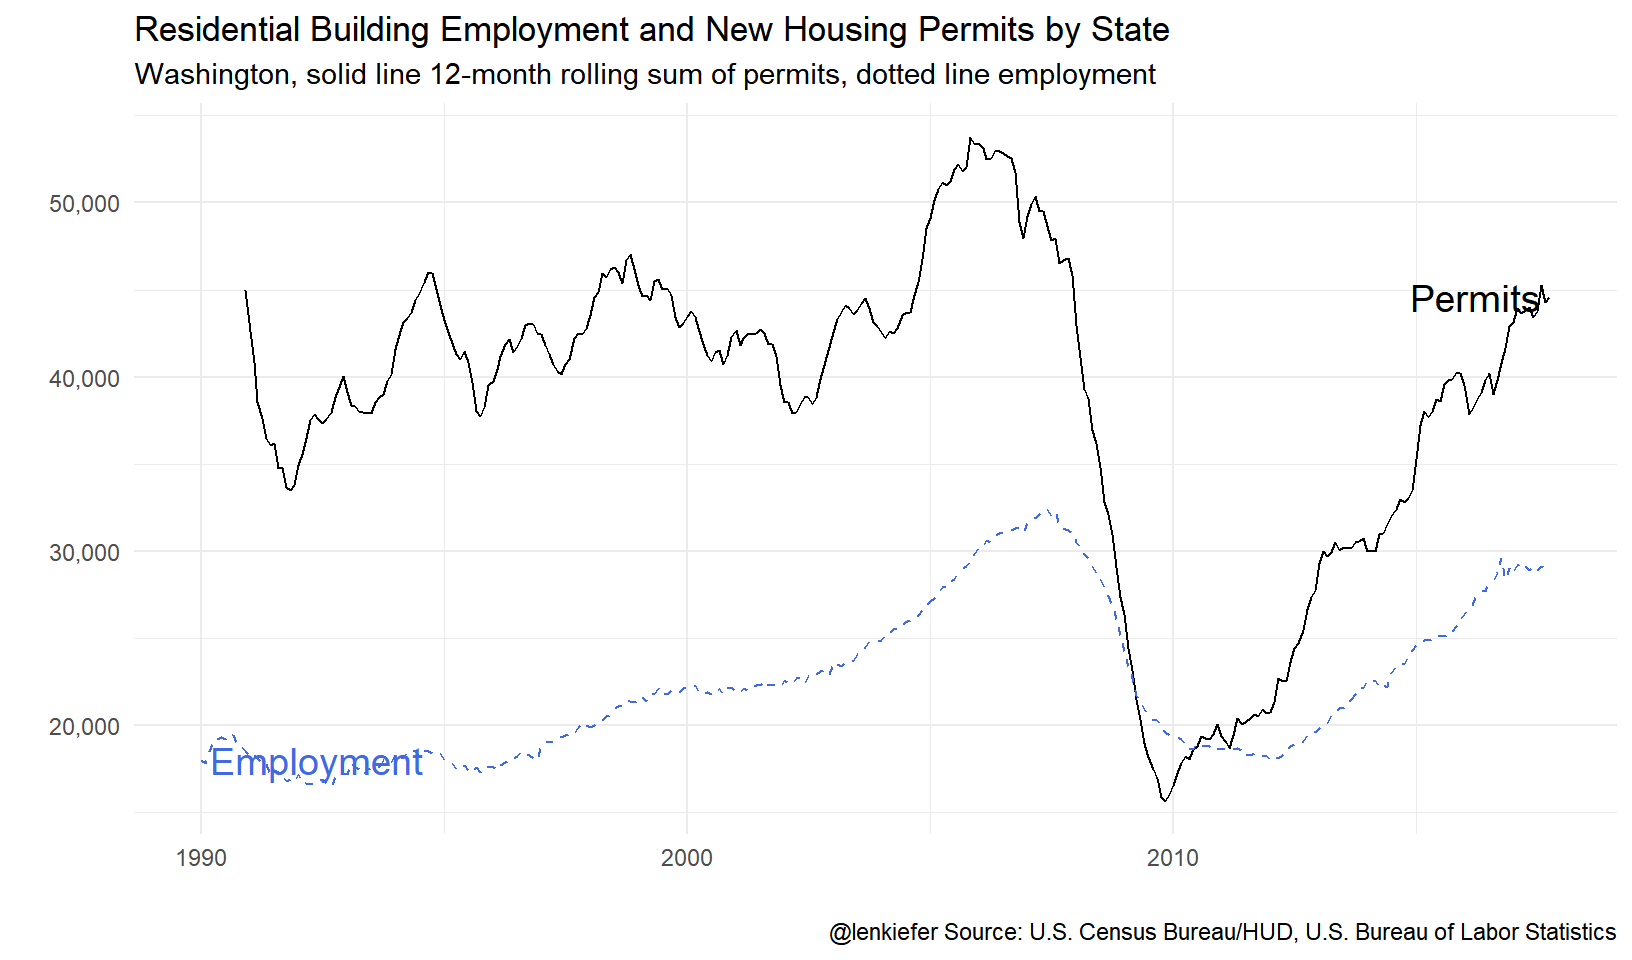 Residential Building Employment and New Housing Permits by State
Washington, solid line 12-month rolling sum of permits, dotted line employment
50,000
40,000
30,000
20,000
Permits
Employment
1990
2000
2010
@lenkiefer Source: U.S. Census Bureau/HUD, U.S. Bureau of Labor Statistics